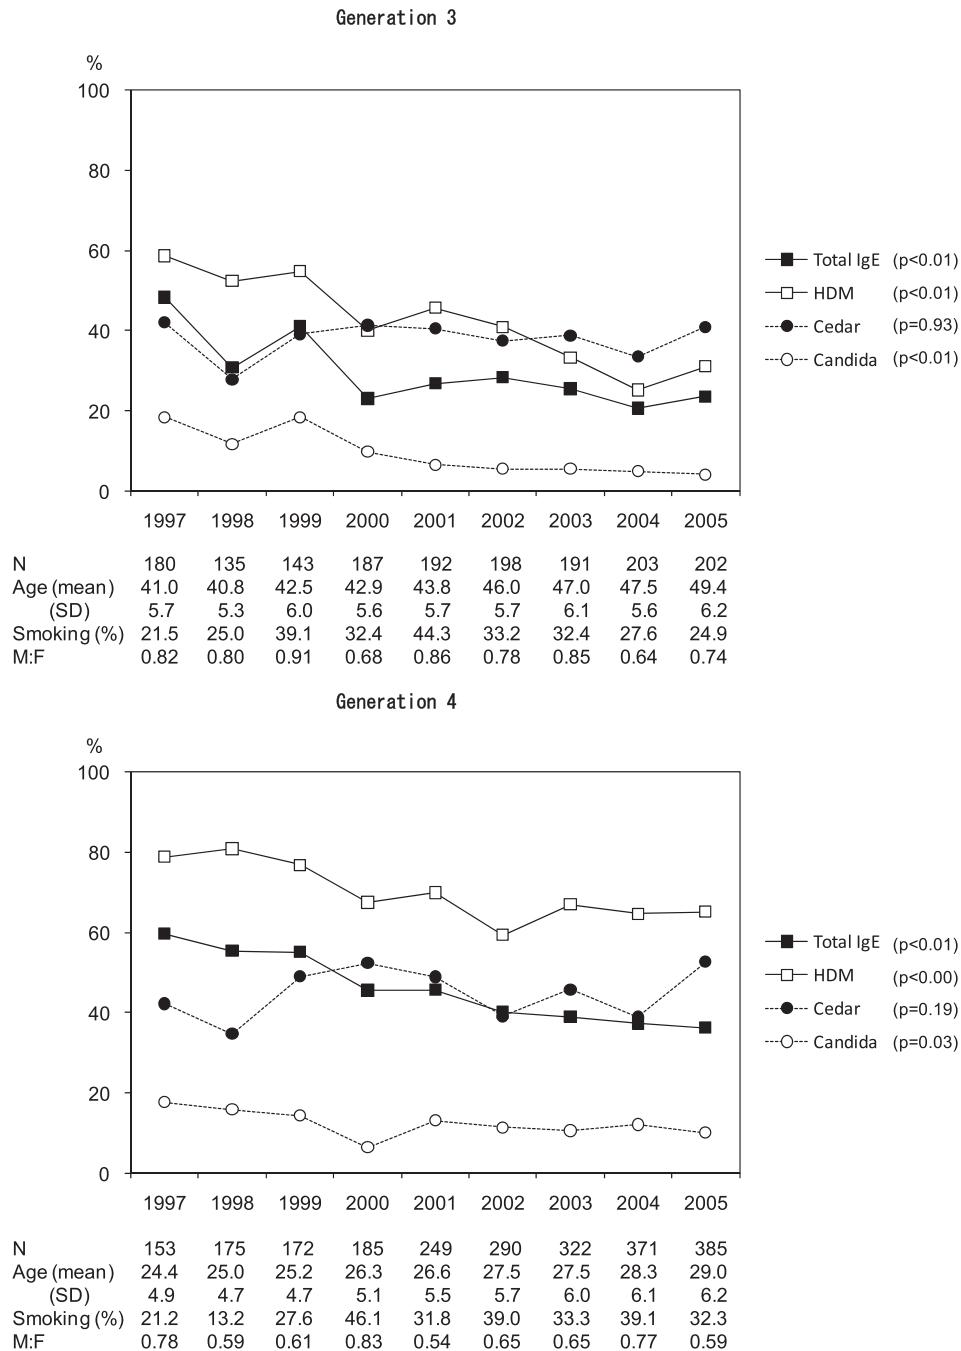 Generation 3
%
100
80
60
40
20
0
Total IgE (p<0.01)
HDM (p<0.01)
Cedar (p=0.93)
Candida (p<0.01)
1997 1998 1999 2000 2001 2002 2003 2004 2005
N 180 135 143 187 192 198 191 203 202
Age (mean) 41.0 40.8 42.5 42.9 43.8 46.0 47.0 47.5 49.4
(SD) 5.7 5.3 6.0 5.6 5.7 5.7 6.1 5.6 6.2
Smoking (%) 21.5 25.0 39.1 32.4 44.3 33.2 32.4 27.6 24.9
M:F 0.82 0.80 0.91 0.68 0.86 0.78 0.85 0.64 0.74
Generation 4
%
100
80
60
40
20
0
Total IgE (p<0.01)
HDM (p<0.00)
Cedar (p=0.19)
Candida (p=0.03)
1997 1998 1999 2000 2001 2002 2003 2004 2005
N 153 175 172 185 249 290 322 371 385
Age (mean) 24.4 25.0 25.2 26.3 26.6 27.5 27.5 28.3 29.0
(SD) 4.9 4.7 4.7 5.1 5.5 5.7 6.0 6.1 6.2
Smoking (%) 21.2 13.2 27.6 46.1 31.8 39.0 33.3 39.1 32.3
M:F 0.78 0.59 0.61 0.83 0.54 0.65 0.65 0.77 0.59